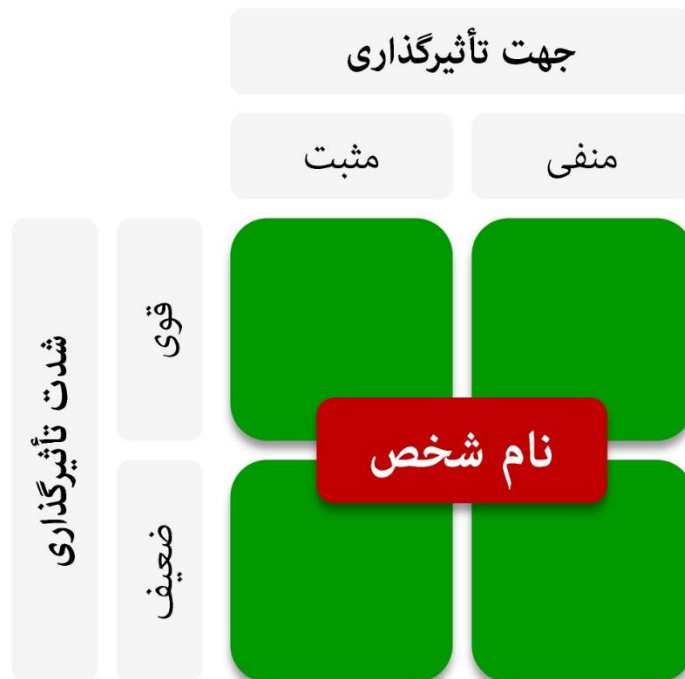 جهت تأثیرگذاری
منفی
مثبت
شدت تأثیرگذاری
قوی
نام شخص
ضعیف